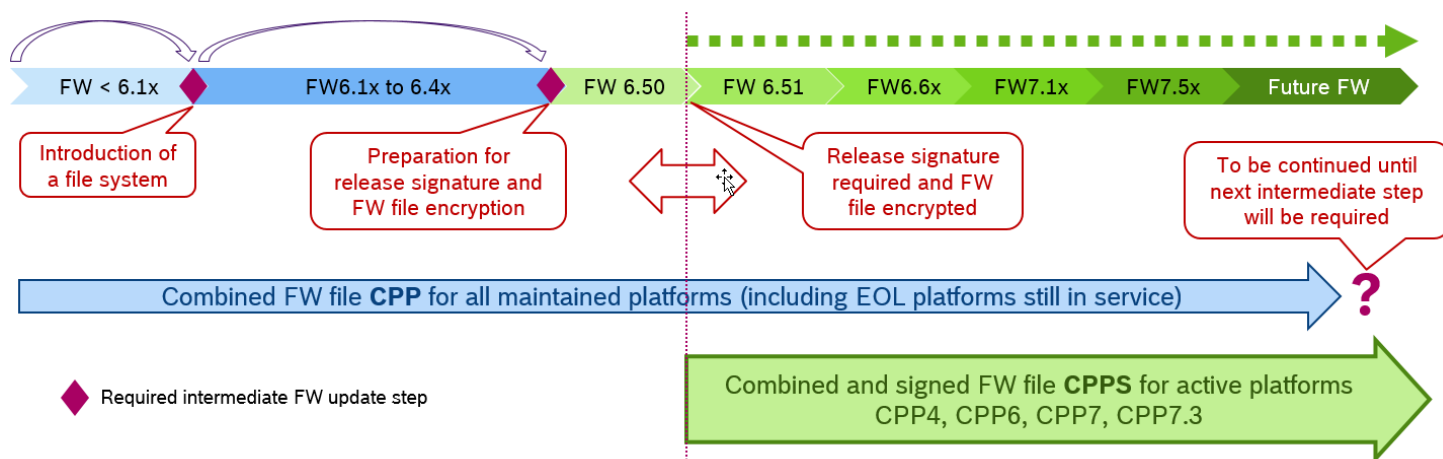 FW < 6.1x
FW6.1x to 6.4x
FW 6.50
FW 6.51
FW6.6x
FW7.1x
FW7.5x
Future FW
Introduction of
a file system
Preparation for
release signature and
FW file encryption
Release signature
required and FW
file encrypted
To be continued until
next intermediate step
will be required
Combined FW file CPP for all maintained platforms (including EOL platforms still in service)
?
Combined and signed FW file CPPS for active platforms
CPP4, CPP6, CPP7, CPP7.3
Required intermediate FW update step